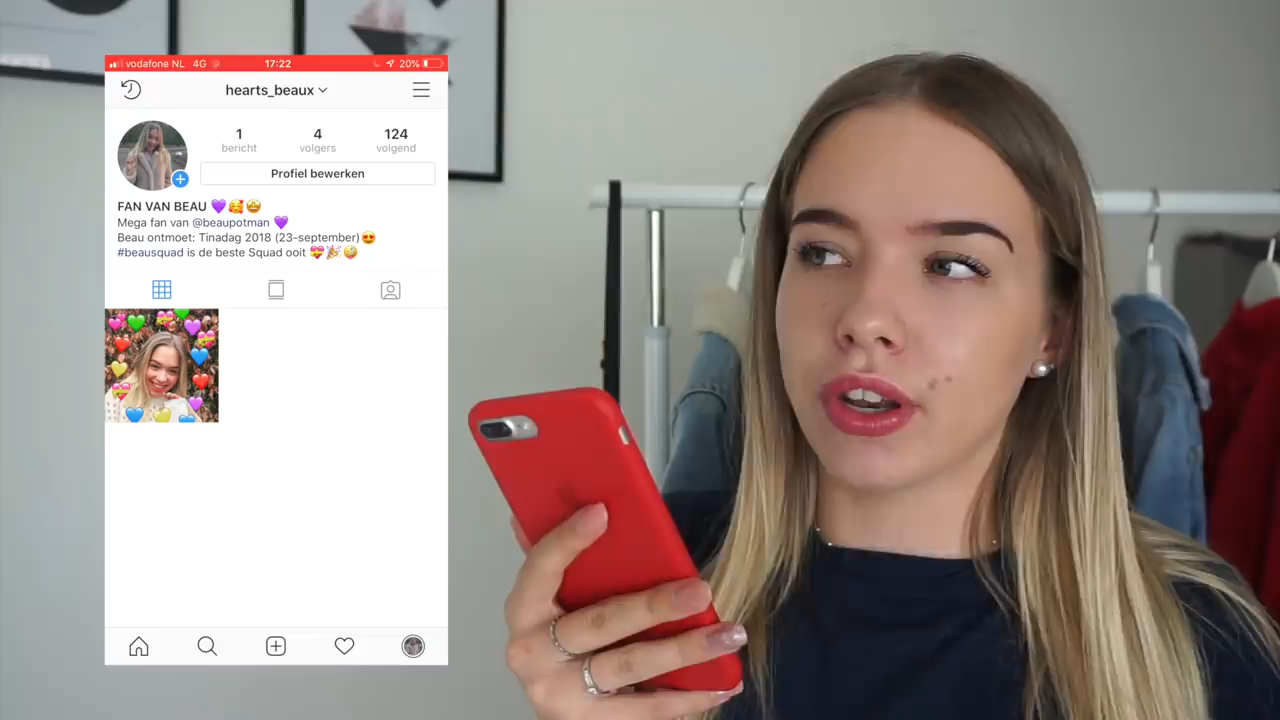 vodafone NL 4G 17:22 20%
hearts_beaux
1 4 124
bericht volgers volgend
Profiel bewerken
FAN VAN BEAU 💜🥰🤩
Mega fan van @beaupotman 💜
Beau ontmoet: Tinadag 2018 (23-september)😍
#beausquad is de beste Squad ooit 💝🎉🤪